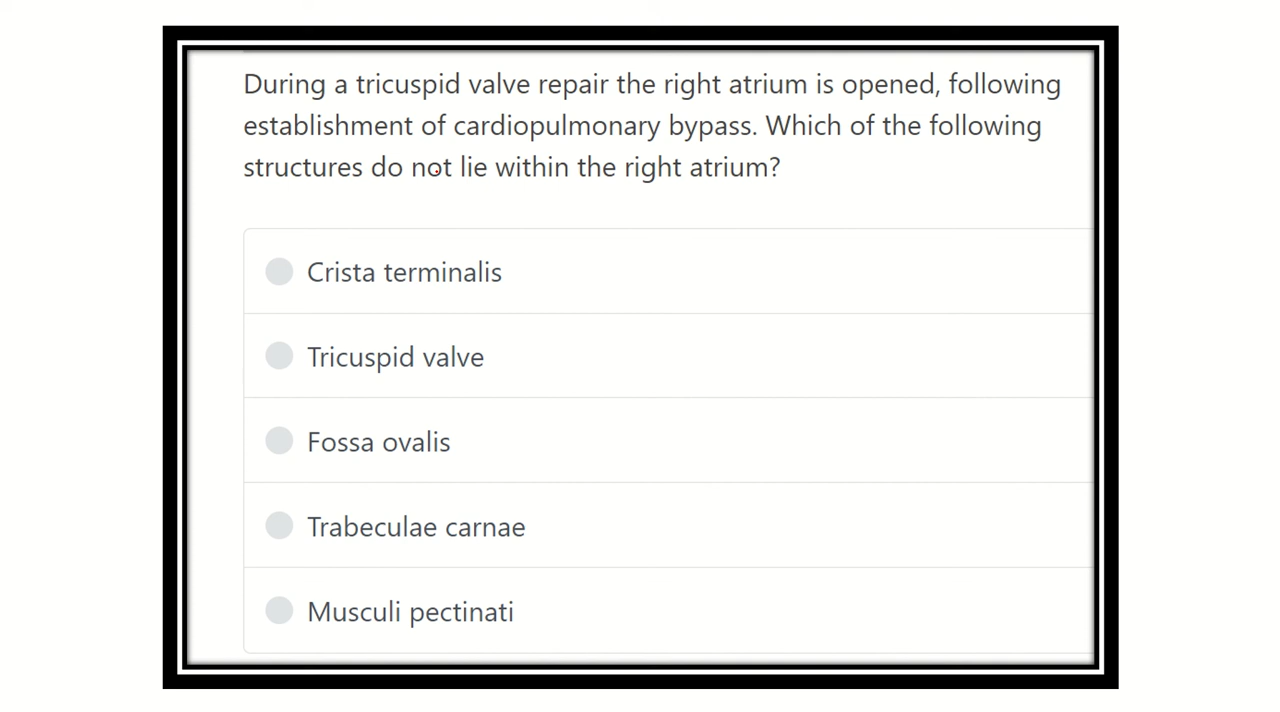 During a tricuspid valve repair the right atrium is opened, following
establishment of cardiopulmonary bypass. Which of the following
structures do not lie within the right atrium?
Crista terminalis
Tricuspid valve
Fossa ovalis
Trabeculae carnae
Musculi pectinati